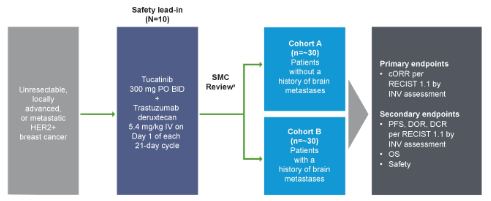 Safety lead-in
(N=10)
Unresectable,
locally
advanced,
or metastatic
HER2+
breast cancer
Tucatinib
300 mg PO BID
+
Trastuzumab
deruxtecan
5.4 mg/kg IV on
Day 1 of each
21-day cycle
SMC
Reviewª
Cohort A
(n=~30)
Patients
without a
history of brain
metastases
Cohort B
(n=~30)
Patients
with a
history of brain
metastases
Primary endpoints
• cORR per
RECIST 1.1 by
INV assessment
Secondary endpoints
• PFS, DOR, DCR
per RECIST 1.1 by
INV assessment
• OS
• Safety